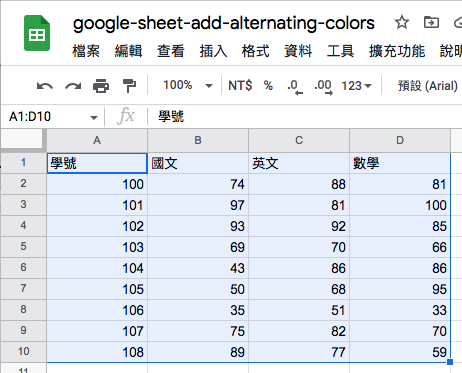 google-sheet-add-alternating-colors
檔案 編輯 查看 插入 格式 資料 工具 擴充功能
100% NT$ % .0 .00 123 預設 (Arial)
A1:D10 fx 學號
A B C D
1 學號 國文 英文 數學
2 100 74 88 81
3 101 97 81 100
4 102 93 92 85
5 103 69 70 66
6 104 43 86 86
7 105 50 68 95
8 106 35 51 33
9 107 75 82 70
10 108 89 77 59
11